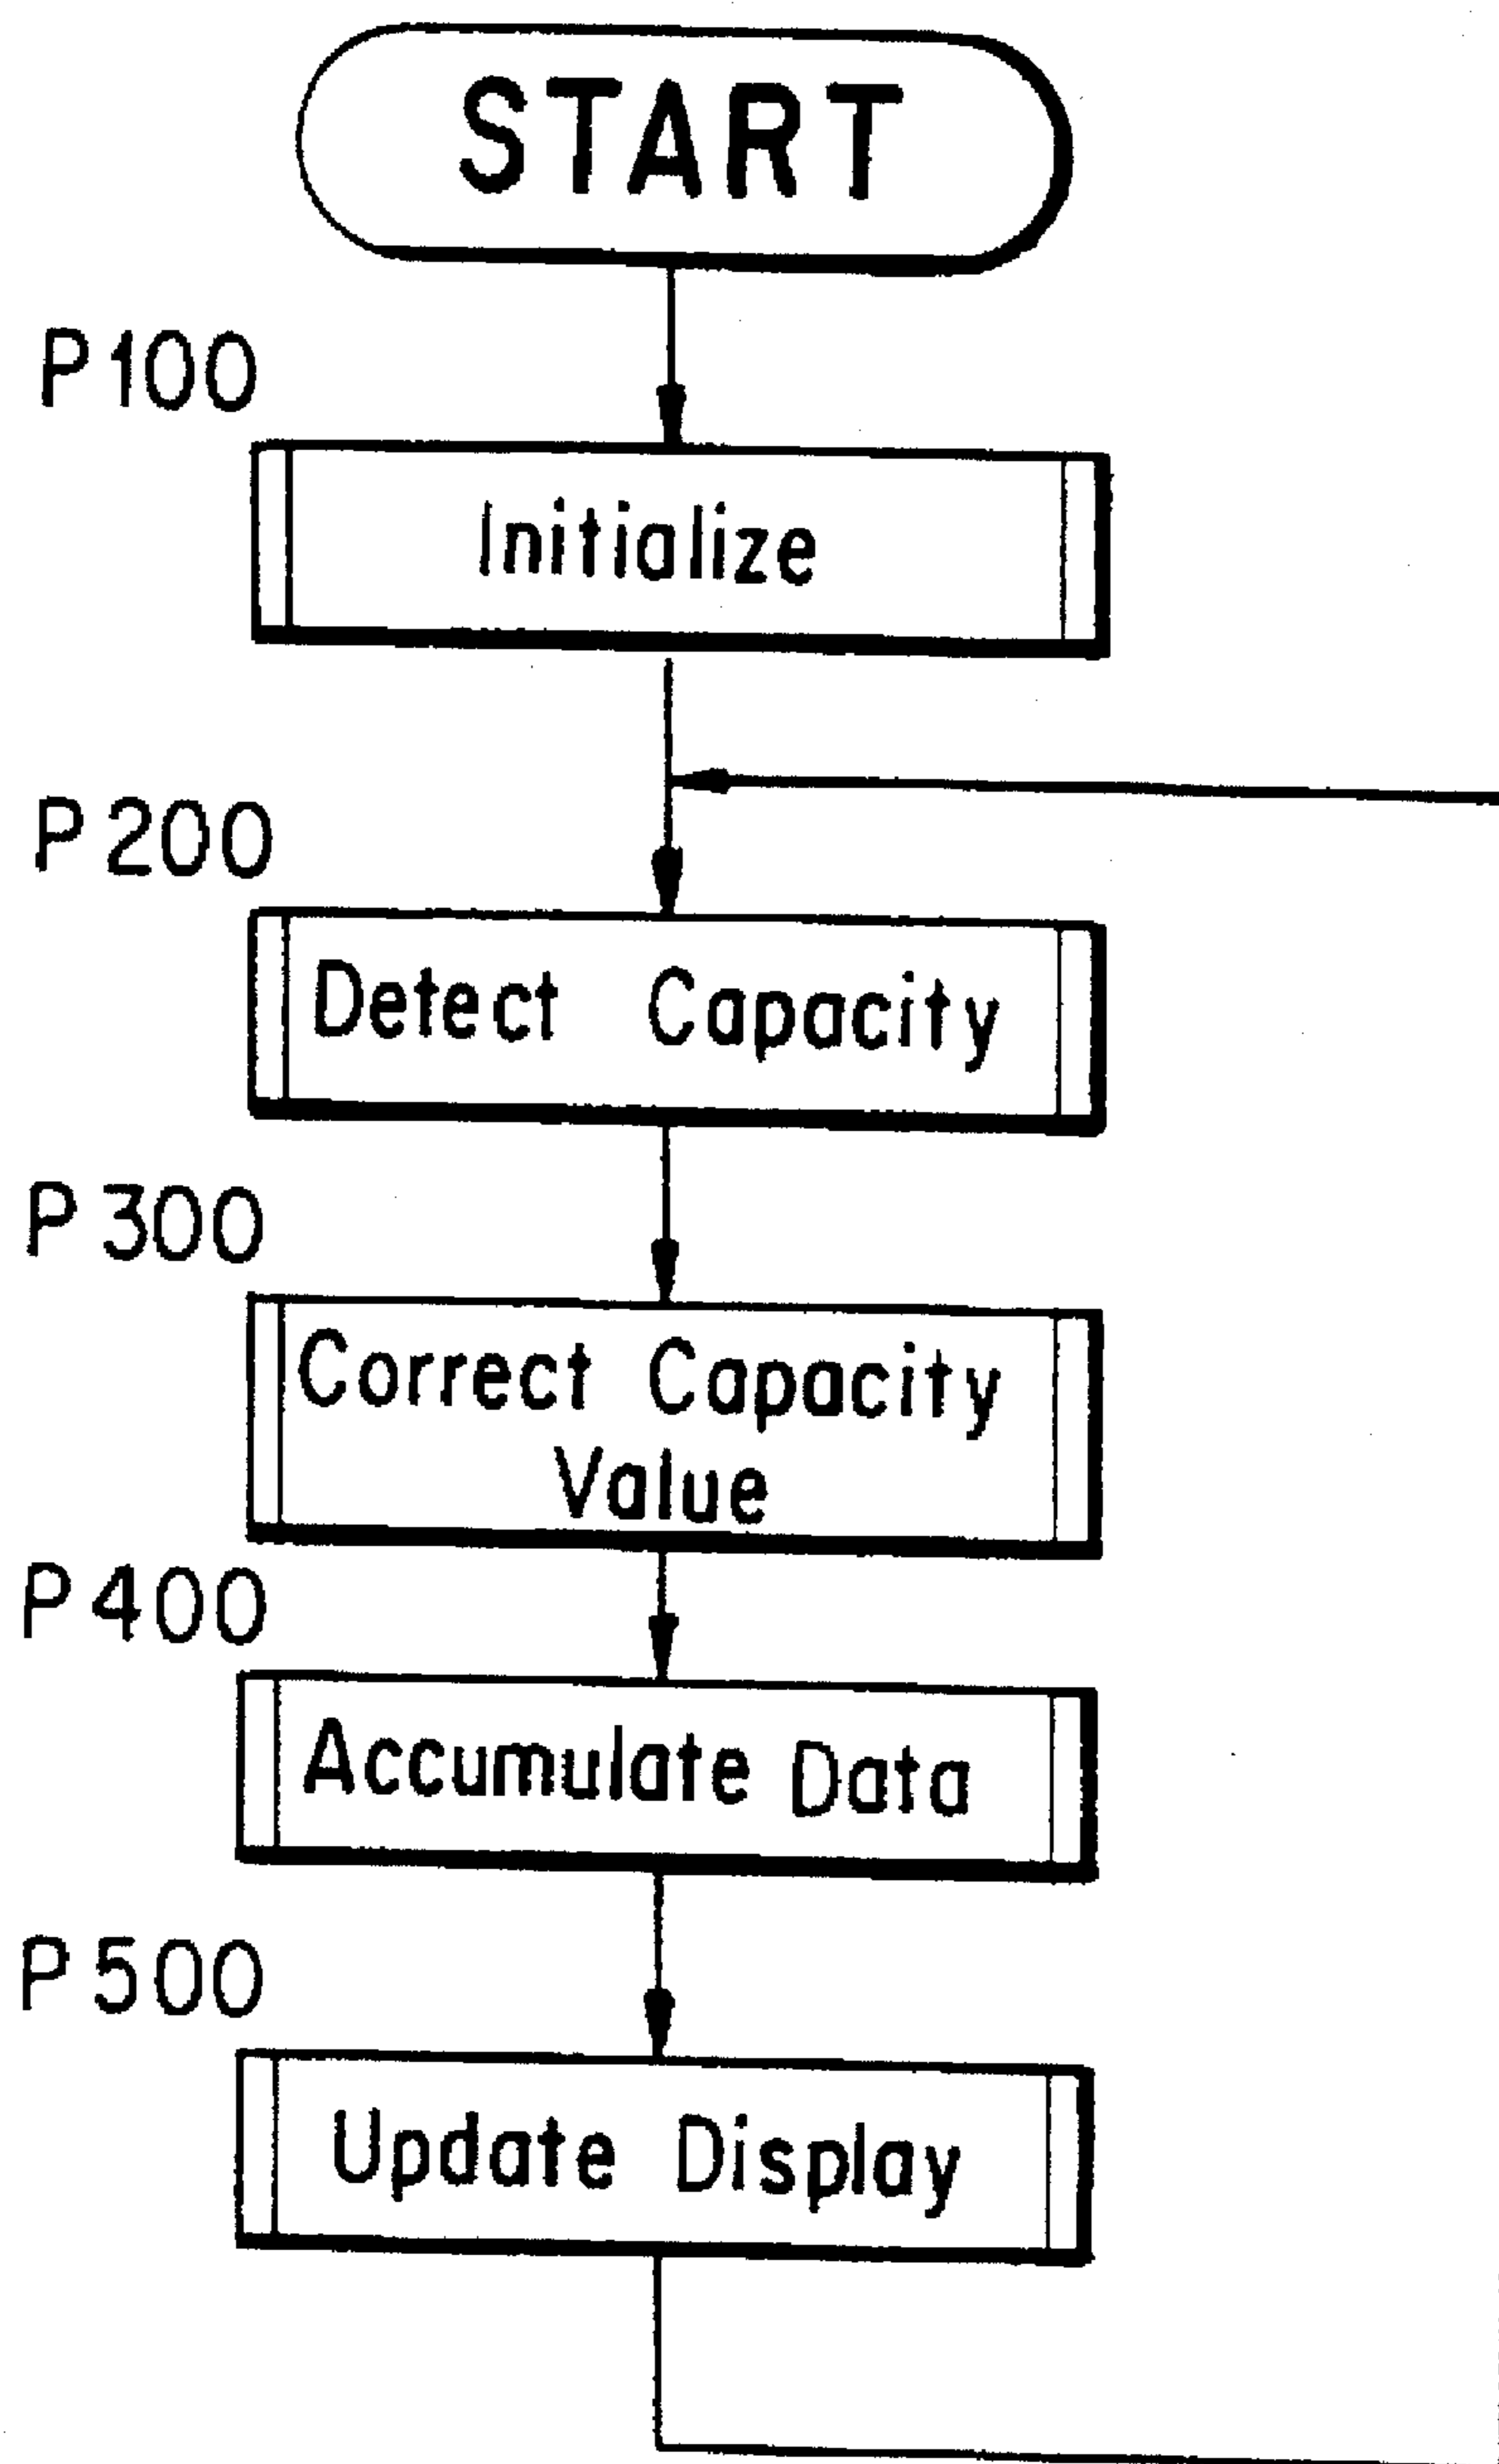 START
P100
Initialize
P200
Detect Capacity
P300
Correct Capacity
Value
P400
Accumulate Data
P500
Update Display